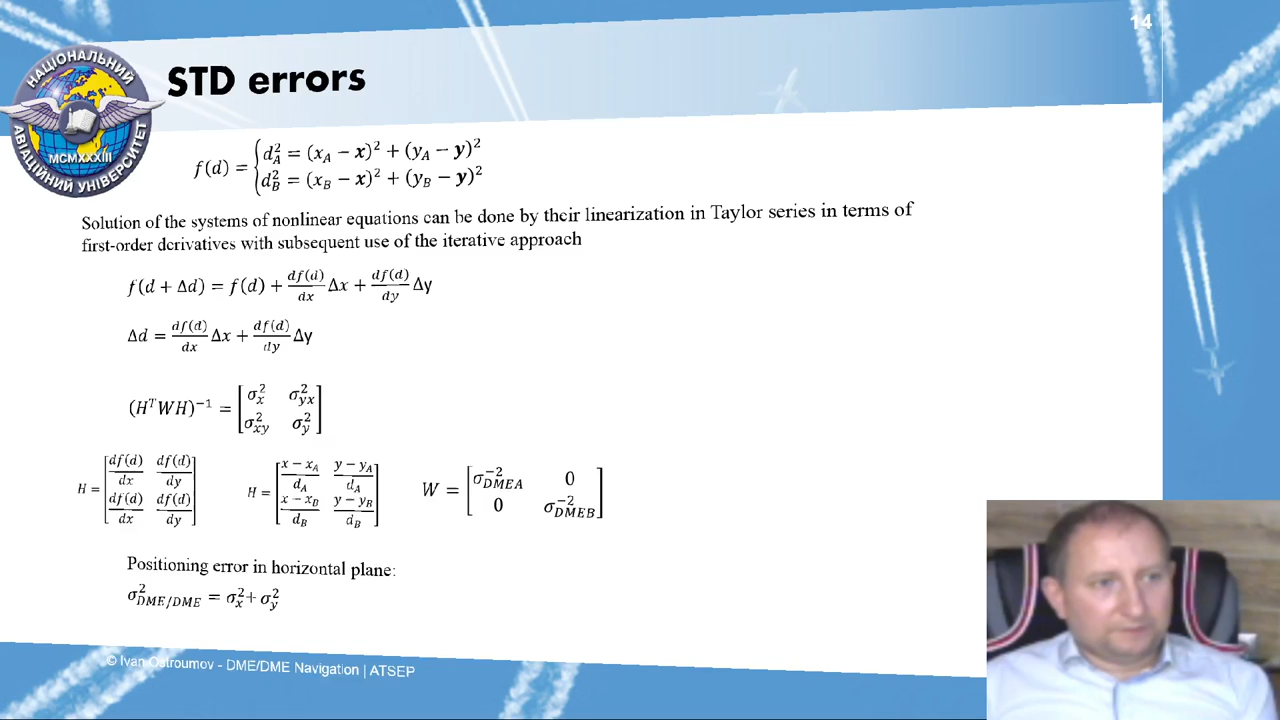 14
НАЦІОНАЛЬНИЙ
АВІАЦІЙНИЙ УНІВЕРСИТЕТ
MCMXXXIII
STD errors
f(d) = { d_A^2 = (x_A − x)^2 + (y_A − y)^2
d_B^2 = (x_B − x)^2 + (y_B − y)^2
Solution of the systems of nonlinear equations can be done by their linearization in Taylor series in terms of
first-order derivatives with subsequent use of the iterative approach
f(d + Δd) = f(d) + df(d)/dx Δx + df(d)/dy Δy
Δd = df(d)/dx Δx + df(d)/dy Δy
(H^T WH)^−1 = [σ_x^2 σ_yx^2
σ_xy^2 σ_y^2]
H = [df(d)/dx df(d)/dy
df(d)/dx df(d)/dy]
H = [x − x_A/d_A y − y_A/d_A
x − x_B/d_B y − y_B/d_B]
W = [σ_DMEA^−2 0
0 σ_DMEB^−2]
Positioning error in horizontal plane:
σ_DME/DME^2 = σ_x^2 + σ_y^2
© Ivan Ostroumov - DME/DME Navigation | ATSEP